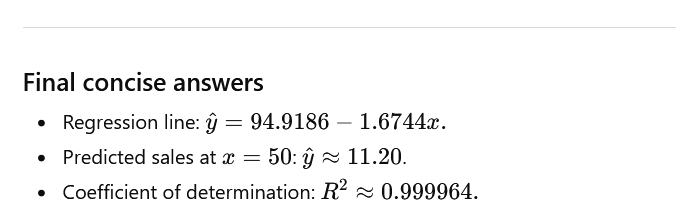 Final concise answers
• Regression line: ŷ = 94.9186 − 1.6744x.
• Predicted sales at x = 50: ŷ ≈ 11.20.
• Coefficient of determination: R² ≈ 0.999964.